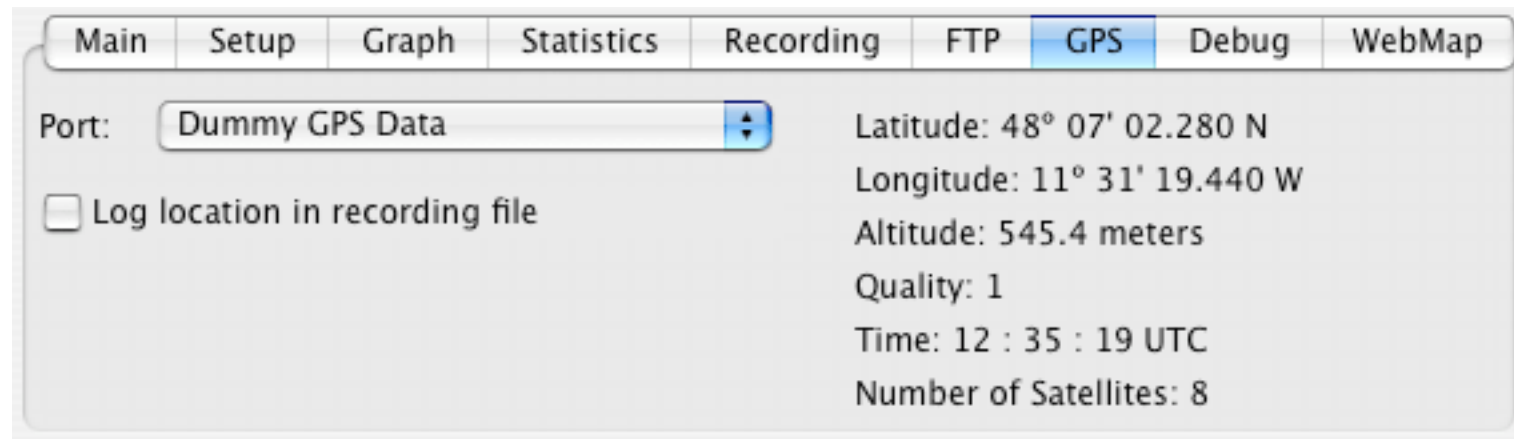 Main Setup Graph Statistics Recording FTP GPS Debug WebMap
Port: Dummy GPS Data
Log location in recording file
Latitude: 48° 07' 02.280 N
Longitude: 11° 31' 19.440 W
Altitude: 545.4 meters
Quality: 1
Time: 12 : 35 : 19 UTC
Number of Satellites: 8